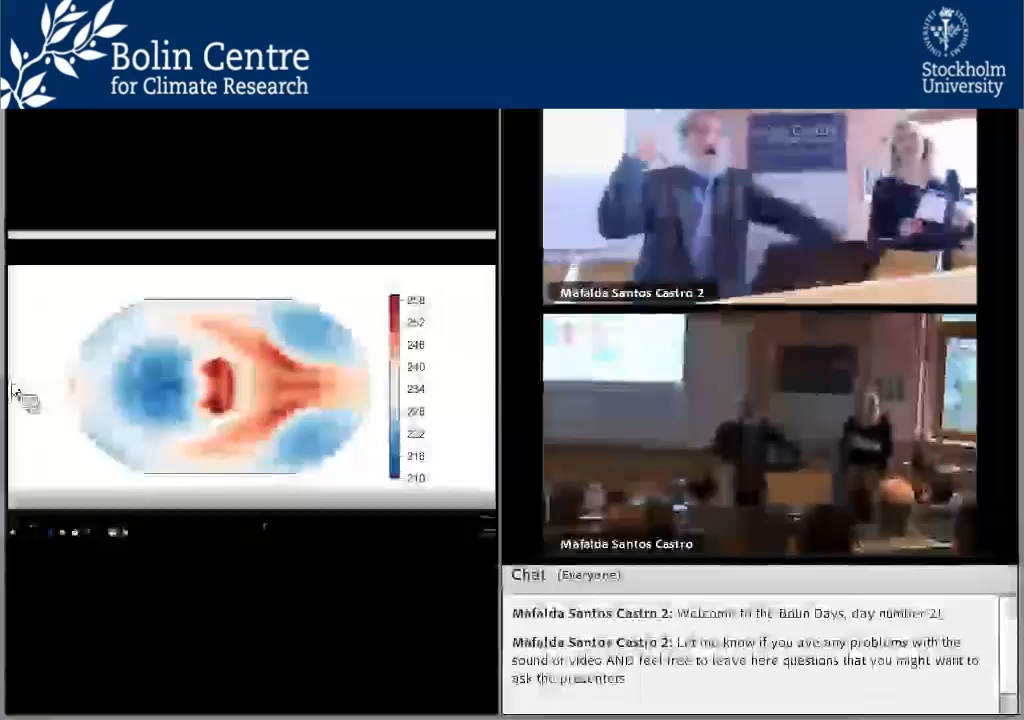 Bolin Centre
for Climate Research
Stockholm
University
258
252
246
240
234
228
222
216
210
Mafalda Santos Castro 2
Mafalda Santos Castro
Chat (Everyone)
Mafalda Santos Castro 2: Welcome to the Bolin Days, day number 2!
Mafalda Santos Castro 2: Let me know if you ave any problems with the
sound or video AND feel free to leave here questions that you might want to
ask the presenters